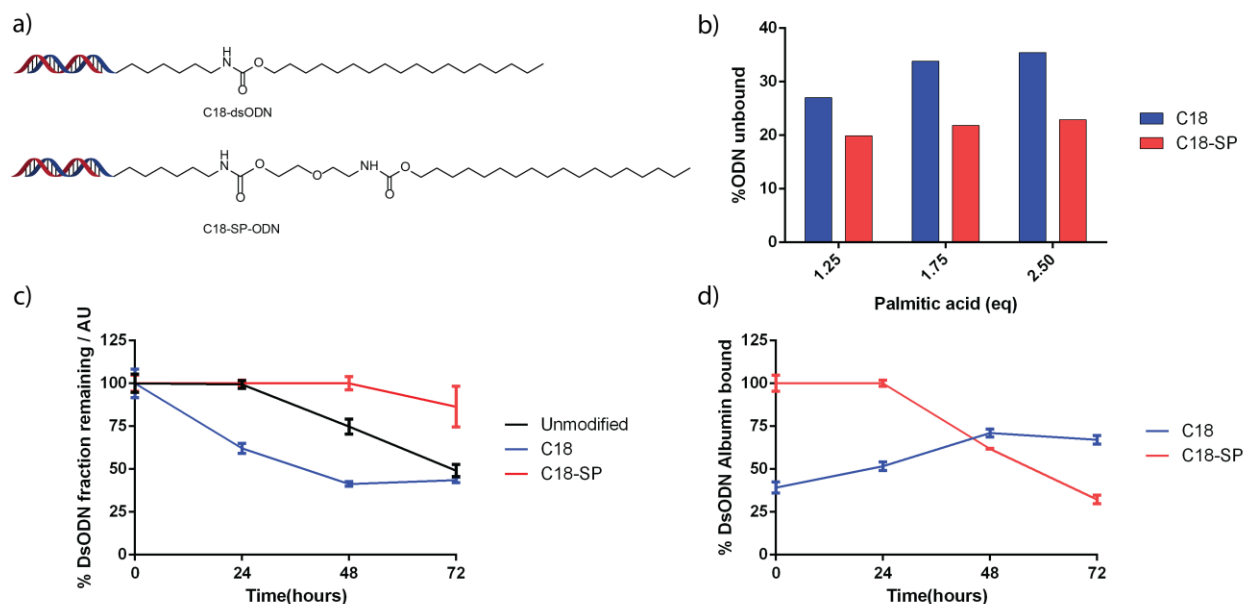 a)
H
N
O
O
C18-dsODN
H
N
O
O
O
NH
O
O
C18-SP-ODN
b)
%ODN unbound
40
30
20
10
0
1.25
1.75
2.50
Palmitic acid (eq)
C18
C18-SP
c)
% DsODN fraction remaining / AU
125
100
75
50
25
0
0
24
48
72
Time(hours)
Unmodified
C18
C18-SP
d)
% DsODN Albumin bound
125
100
75
50
25
0
0
24
48
72
Time(hours)
C18
C18-SP